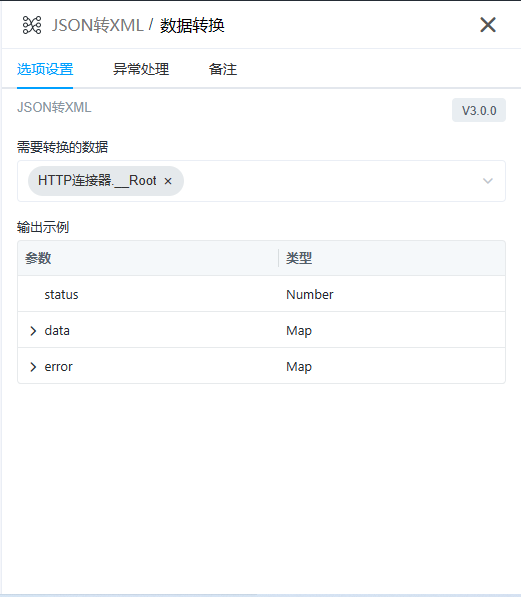 JSON转XML / 数据转换
选项设置 异常处理 备注
JSON转XML V3.0.0
需要转换的数据
HTTP连接器.__Root ×
输出示例
参数 类型
status Number
data Map
error Map